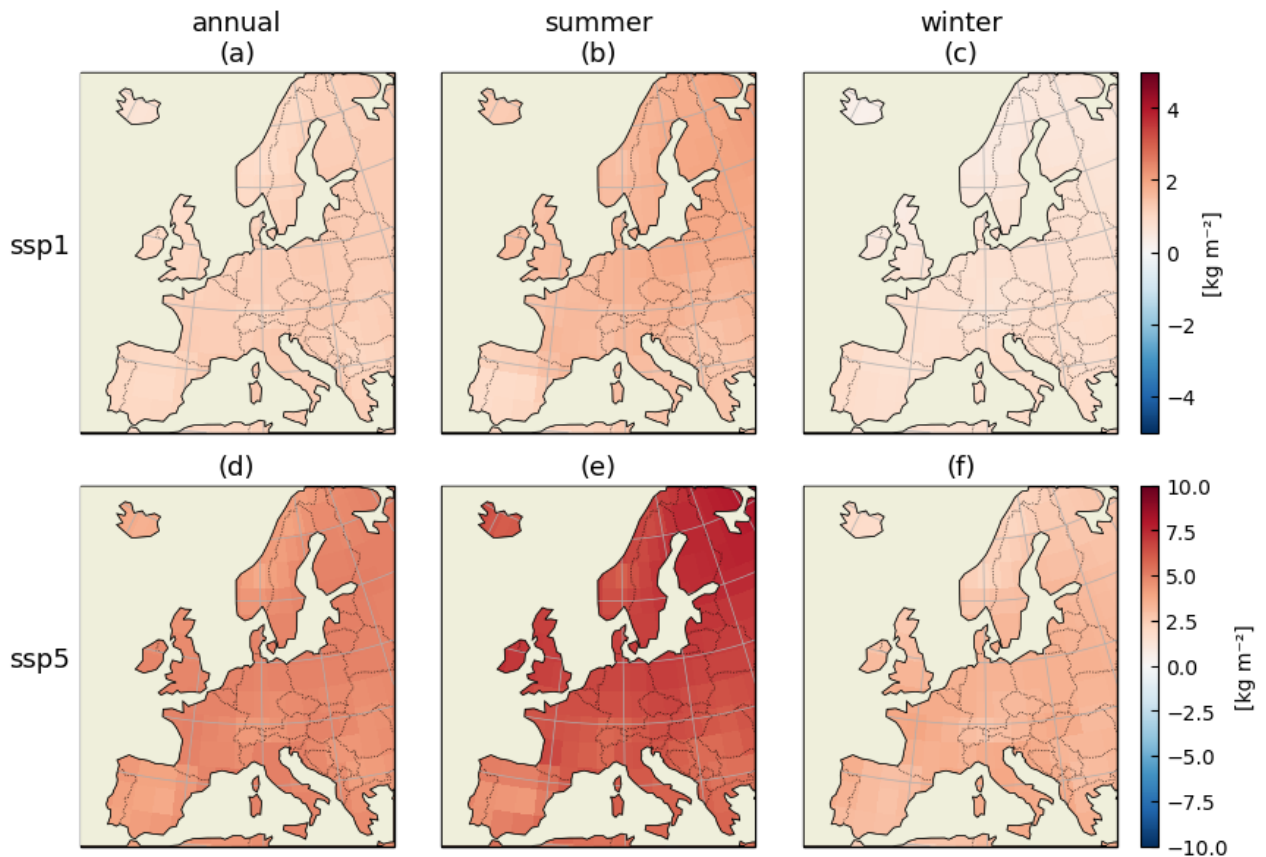 annual
(a)
summer
(b)
winter
(c)
ssp1
4
2
0
−2
−4
[kg m⁻²]
(d)
(e)
(f)
ssp5
10.0
7.5
5.0
2.5
0.0
−2.5
−5.0
−7.5
−10.0
[kg m⁻²]